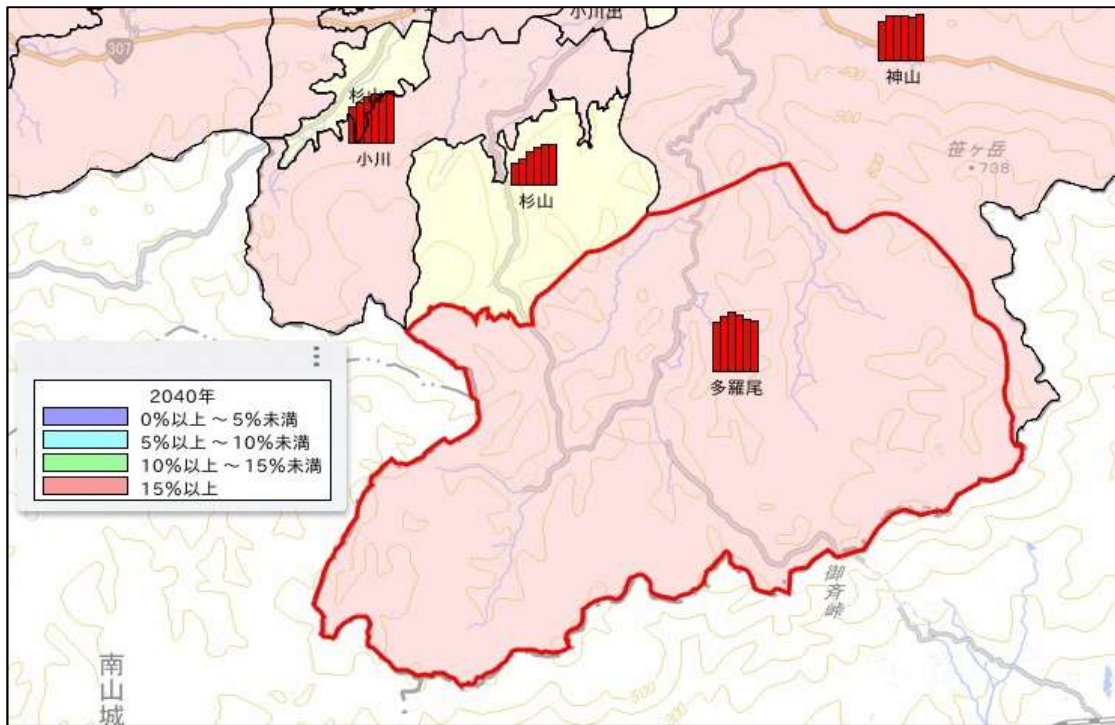 小川出
307
神山
杉山
小川
笹ヶ岳
・738
600
杉山
多羅尾
2040年
0%以上 ～ 5%未満
5%以上 ～ 10%未満
10%以上 ～ 15%未満
15%以上
御斉峠
南山城
500